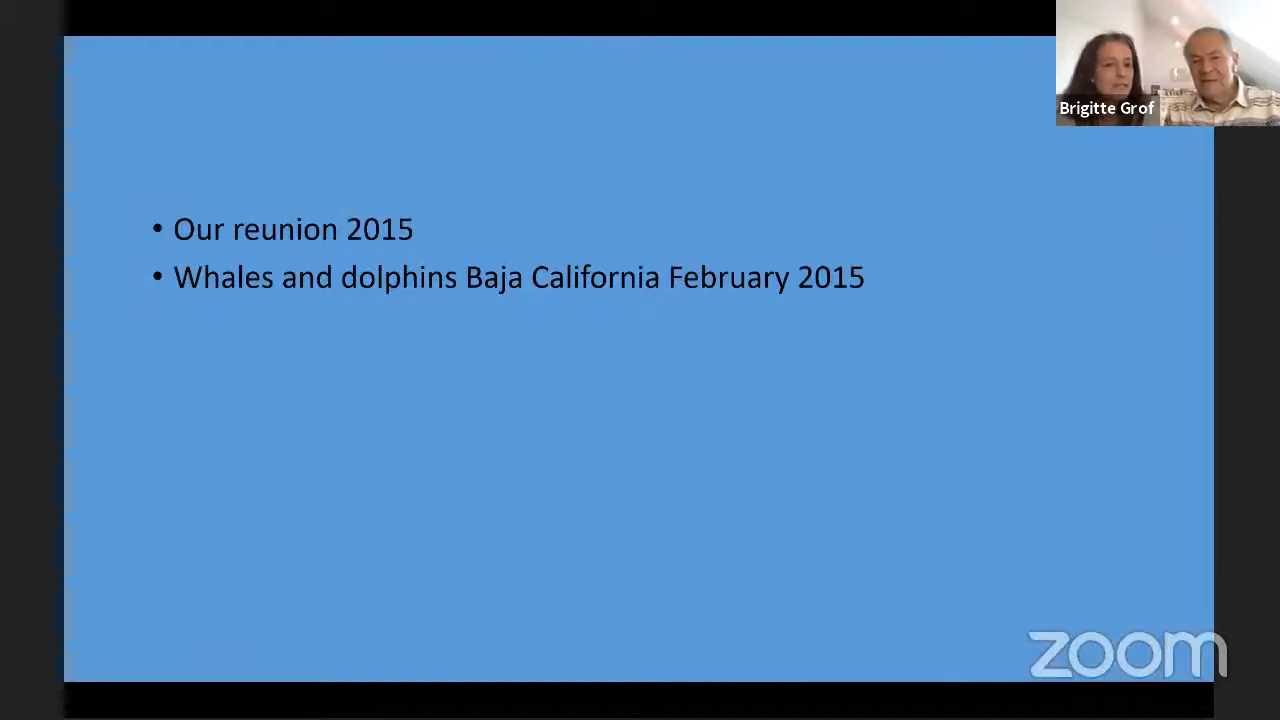 Brigitte Grof
• Our reunion 2015
• Whales and dolphins Baja California February 2015
zoom